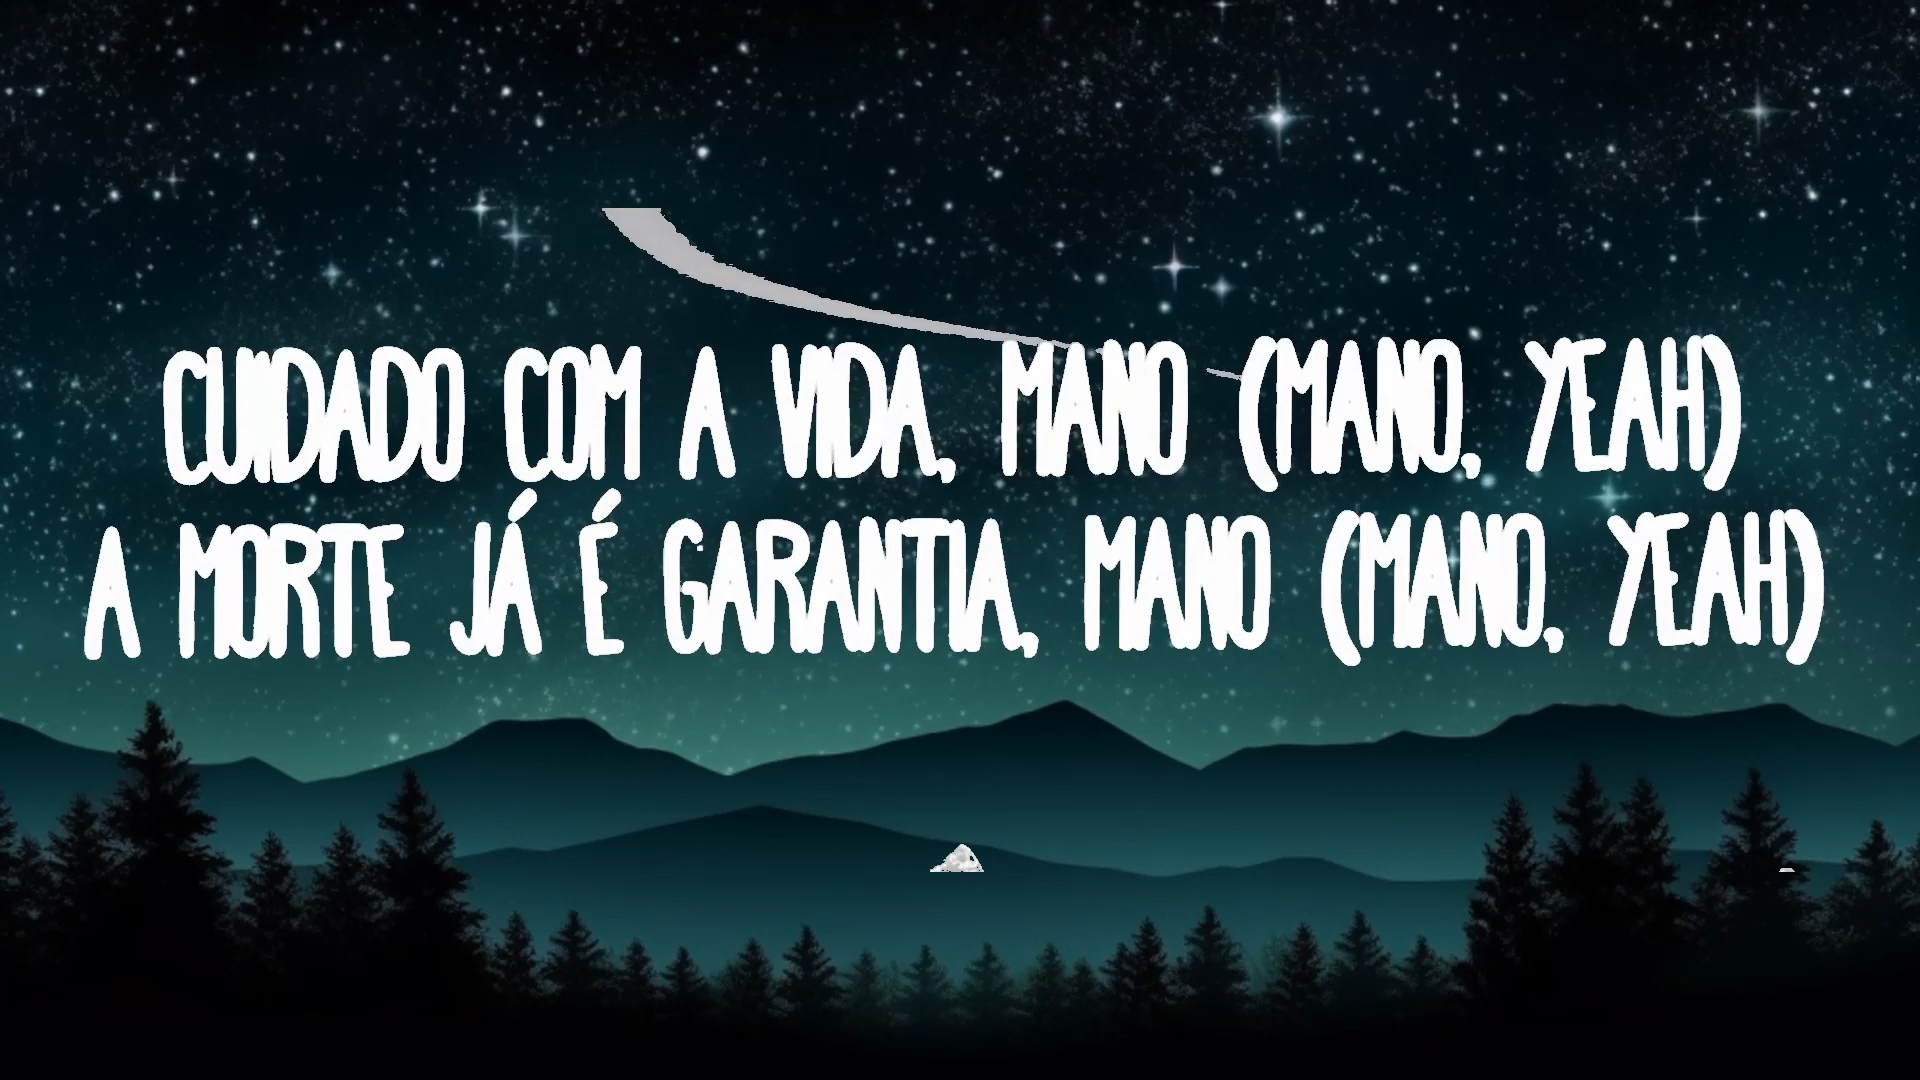 CUIDADO COM A VIDA, MANO (MANO, YEAH)
A MORTE JÁ É GARANTIA, MANO (MANO, YEAH)